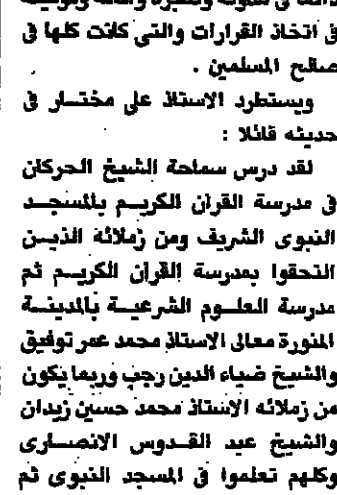 في اتخاذ القرارات والتي كانت كلها في
صالح المسلمين .
ويستطرد الاستاذ علي مختار في
حديثه قائلا :
لقد درس سماحة الشيخ الحركان
في مدرسة القرآن الكريم بالمسجد
النبوي الشريف ومن زملائه الذين
التحقوا بمدرسة القرآن الكريم ثم
مدرسة العلوم الشرعية بالمدينة
المنورة معالي الاستاذ محمد عمر توفيق
والشيخ ضياء الدين رجب وربما يكون
من زملائه الاستاذ محمد حسين زيدان
والشيخ عبد القدوس الانصاري
وكلهم تعلموا في المسجد النبوي ثم